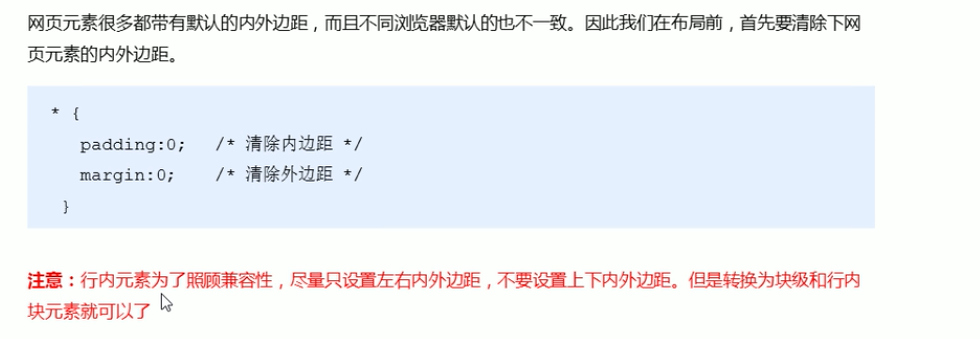 网页元素很多都带有默认的内外边距，而且不同浏览器默认的也不一致。因此我们在布局前，首先要清除下网
页元素的内外边距。
* {
padding:0;   /* 清除内边距 */
margin:0;    /* 清除外边距 */
}
注意：行内元素为了照顾兼容性，尽量只设置左右内外边距，不要设置上下内外边距。但是转换为块级和行内
块元素就可以了